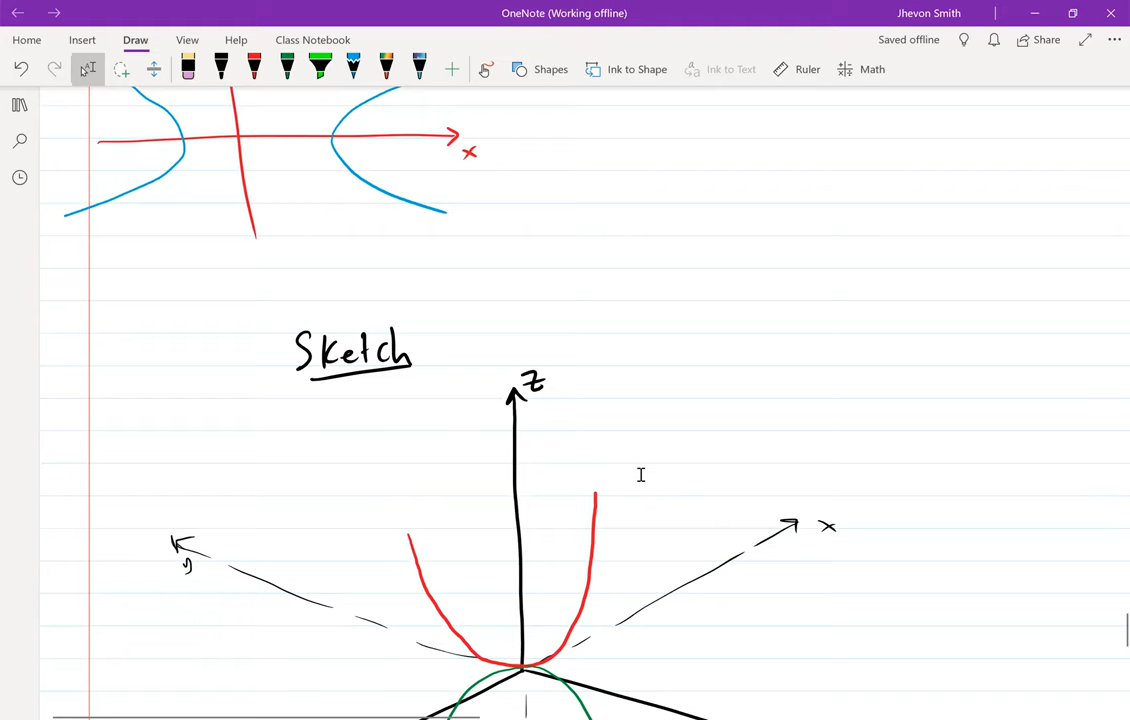 OneNote (Working offline)
Jhevon Smith
Home Insert Draw View Help Class Notebook
Saved offline
Share
Shapes
Ink to Shape
Ink to Text
Ruler
Math
x
Sketch
z
x
y